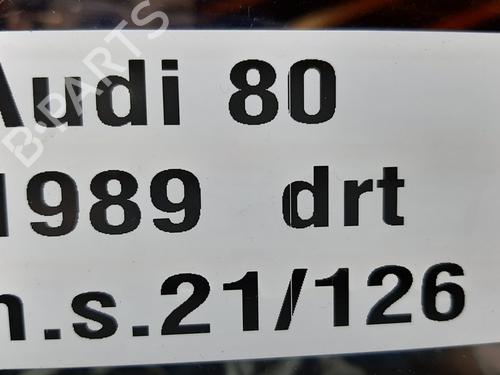 Audi 80
1989 drt
n.s.21/126
B-PARTS